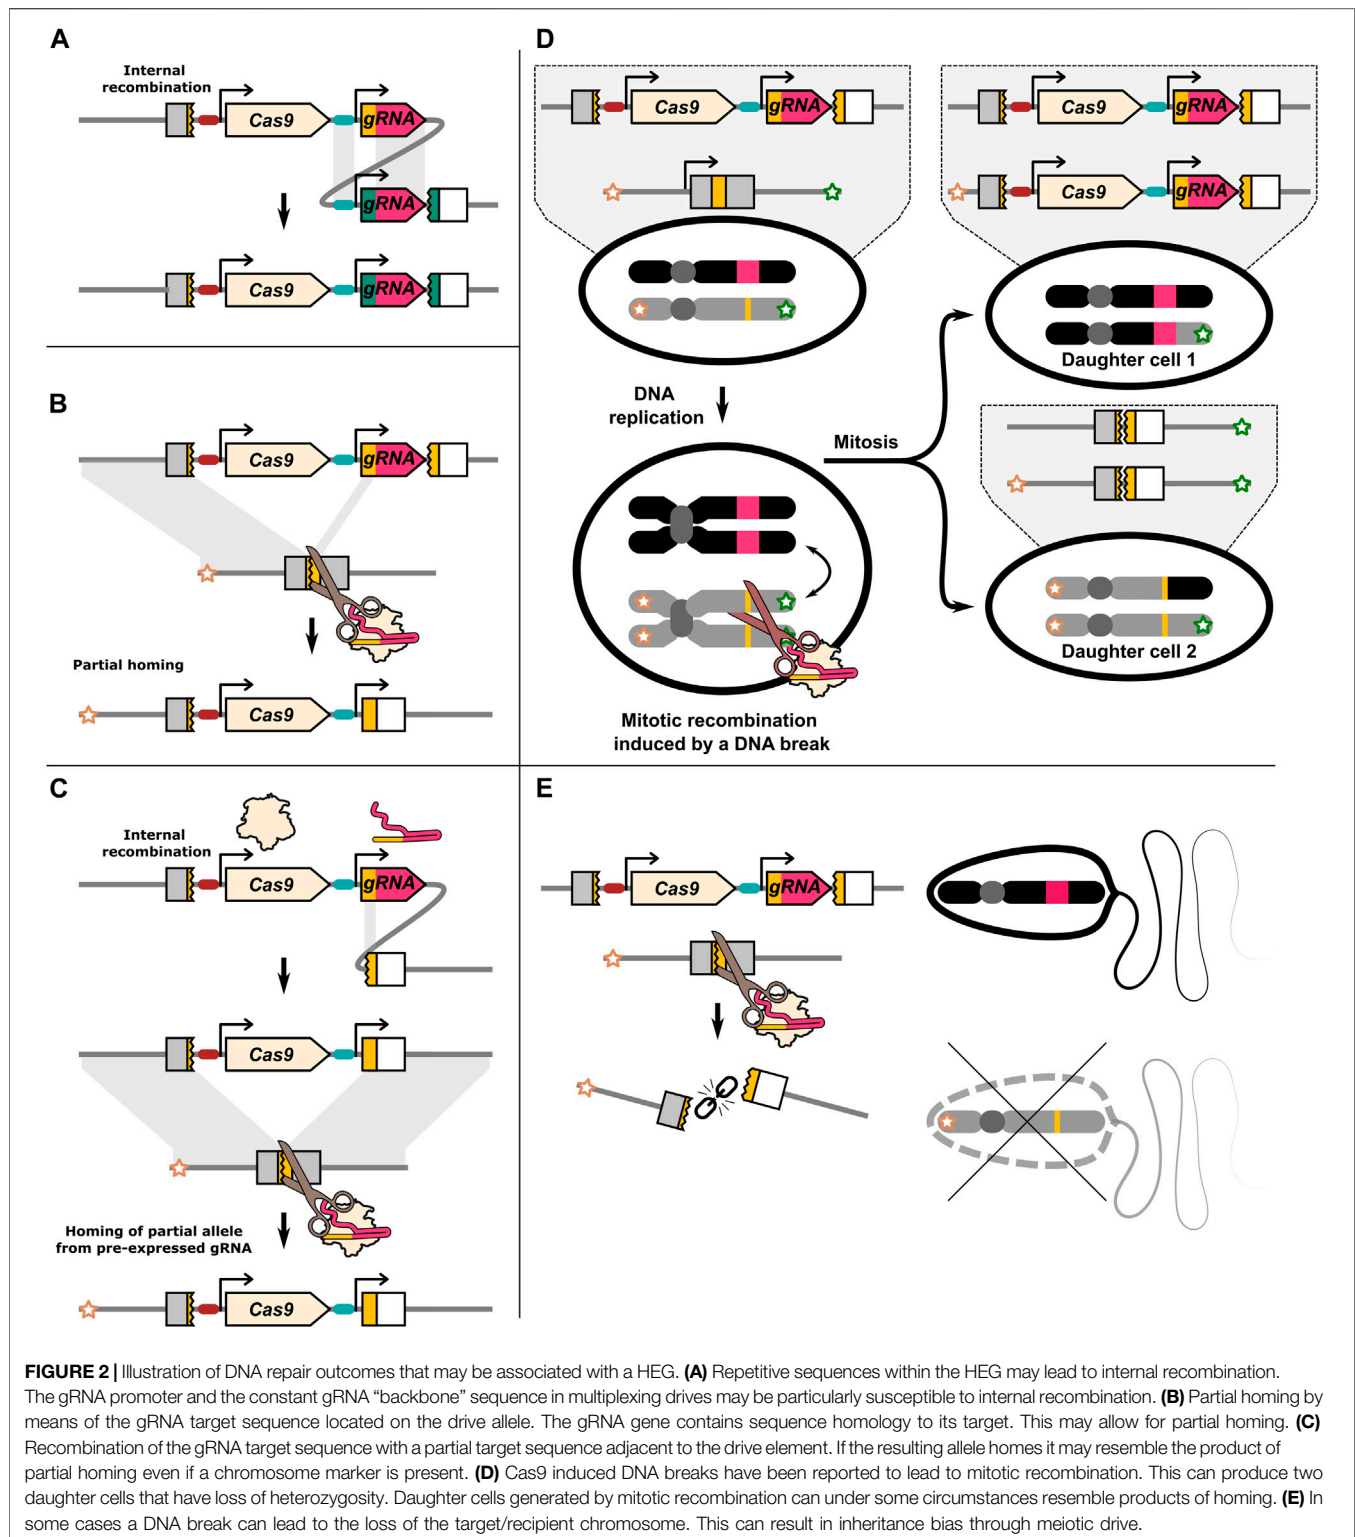 A
Internal
recombination
Cas9
gRNA
gRNA
Cas9
gRNA
B
Cas9
gRNA
Partial homing
Cas9
C
Internal
recombination
Cas9
gRNA
Cas9
Homing of partial allele
from pre-expressed gRNA
Cas9
D
Cas9
gRNA
Cas9
gRNA
Cas9
gRNA
Daughter cell 1
DNA
replication
Mitosis
Daughter cell 2
Mitotic recombination
induced by a DNA break
E
Cas9
gRNA
FIGURE 2 | Illustration of DNA repair outcomes that may be associated with a HEG. (A) Repetitive sequences within the HEG may lead to internal recombination.
The gRNA promoter and the constant gRNA “backbone” sequence in multiplexing drives may be particularly susceptible to internal recombination. (B) Partial homing by
means of the gRNA target sequence located on the drive allele. The gRNA gene contains sequence homology to its target. This may allow for partial homing. (C)
Recombination of the gRNA target sequence with a partial target sequence adjacent to the drive element. If the resulting allele homes it may resemble the product of
partial homing even if a chromosome marker is present. (D) Cas9 induced DNA breaks have been reported to lead to mitotic recombination. This can produce two
daughter cells that have loss of heterozygosity. Daughter cells generated by mitotic recombination can under some circumstances resemble products of homing. (E) In
some cases a DNA break can lead to the loss of the target/recipient chromosome. This can result in inheritance bias through meiotic drive.